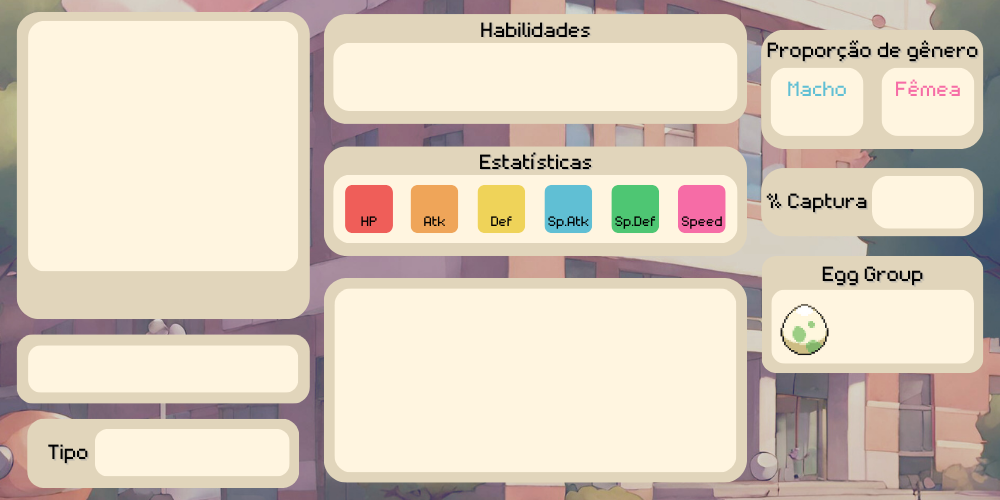 Habilidades
Proporção de gênero
Macho
Fêmea
Estatísticas
HP
Atk
Def
Sp.Atk
Sp.Def
Speed
% Captura
Egg Group
Tipo